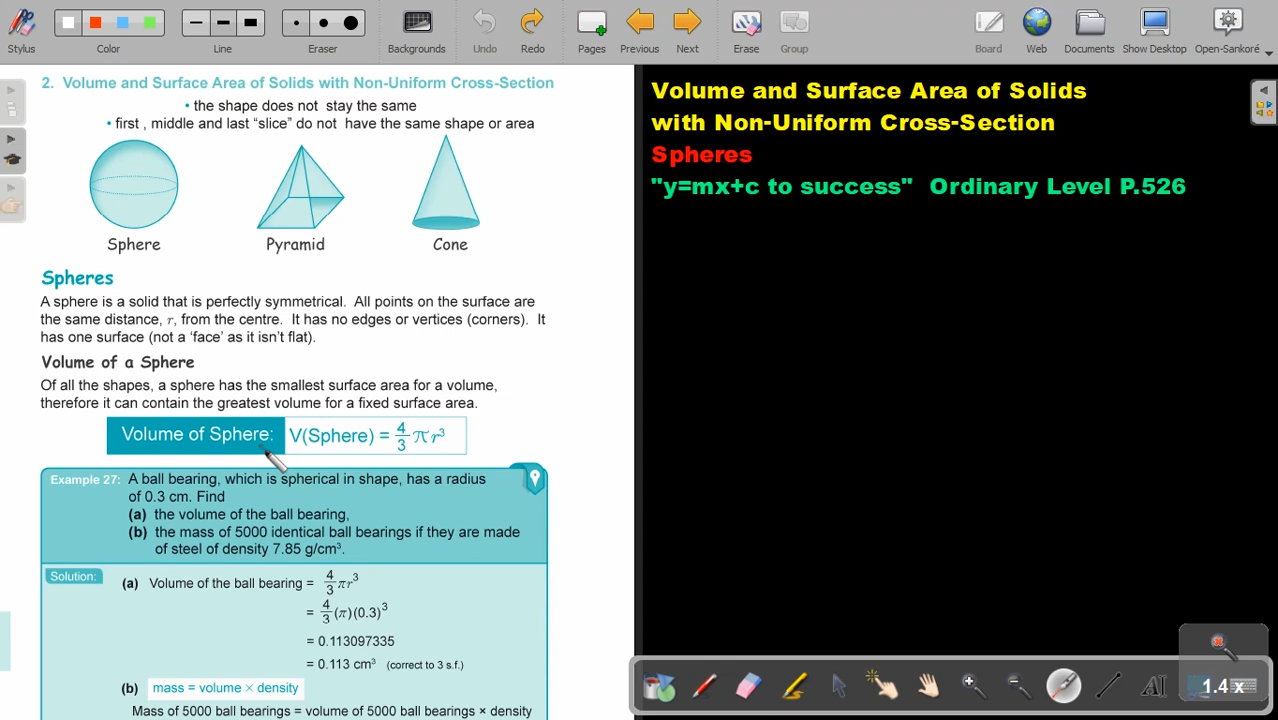 Stylus
Color
Line
Eraser
Backgrounds
Undo
Redo
Pages
Previous
Next
Erase
Group
Board
Web
Documents
Show Desktop
Open-Sankoré
2. Volume and Surface Area of Solids with Non-Uniform Cross-Section
• the shape does not stay the same
• first , middle and last “slice” do not have the same shape or area
Sphere
Pyramid
Cone
Spheres
A sphere is a solid that is perfectly symmetrical. All points on the surface are
the same distance, r, from the centre. It has no edges or vertices (corners). It
has one surface (not a ‘face’ as it isn’t flat).
Volume of a Sphere
Of all the shapes, a sphere has the smallest surface area for a volume,
therefore it can contain the greatest volume for a fixed surface area.
Volume of Sphere: V(Sphere) = 4/3 πr³
Example 27: A ball bearing, which is spherical in shape, has a radius
of 0.3 cm. Find
(a) the volume of the ball bearing,
(b) the mass of 5000 identical ball bearings if they are made
of steel of density 7.85 g/cm³.
Solution:
(a) Volume of the ball bearing = 4/3 πr³
= 4/3 (π)(0.3)³
= 0.113097335
= 0.113 cm³ (correct to 3 s.f.)
(b) mass = volume × density
Mass of 5000 ball bearings = volume of 5000 ball bearings × density
Volume and Surface Area of Solids
with Non-Uniform Cross-Section
Spheres
"y=mx+c to success" Ordinary Level P.526
1.4 x